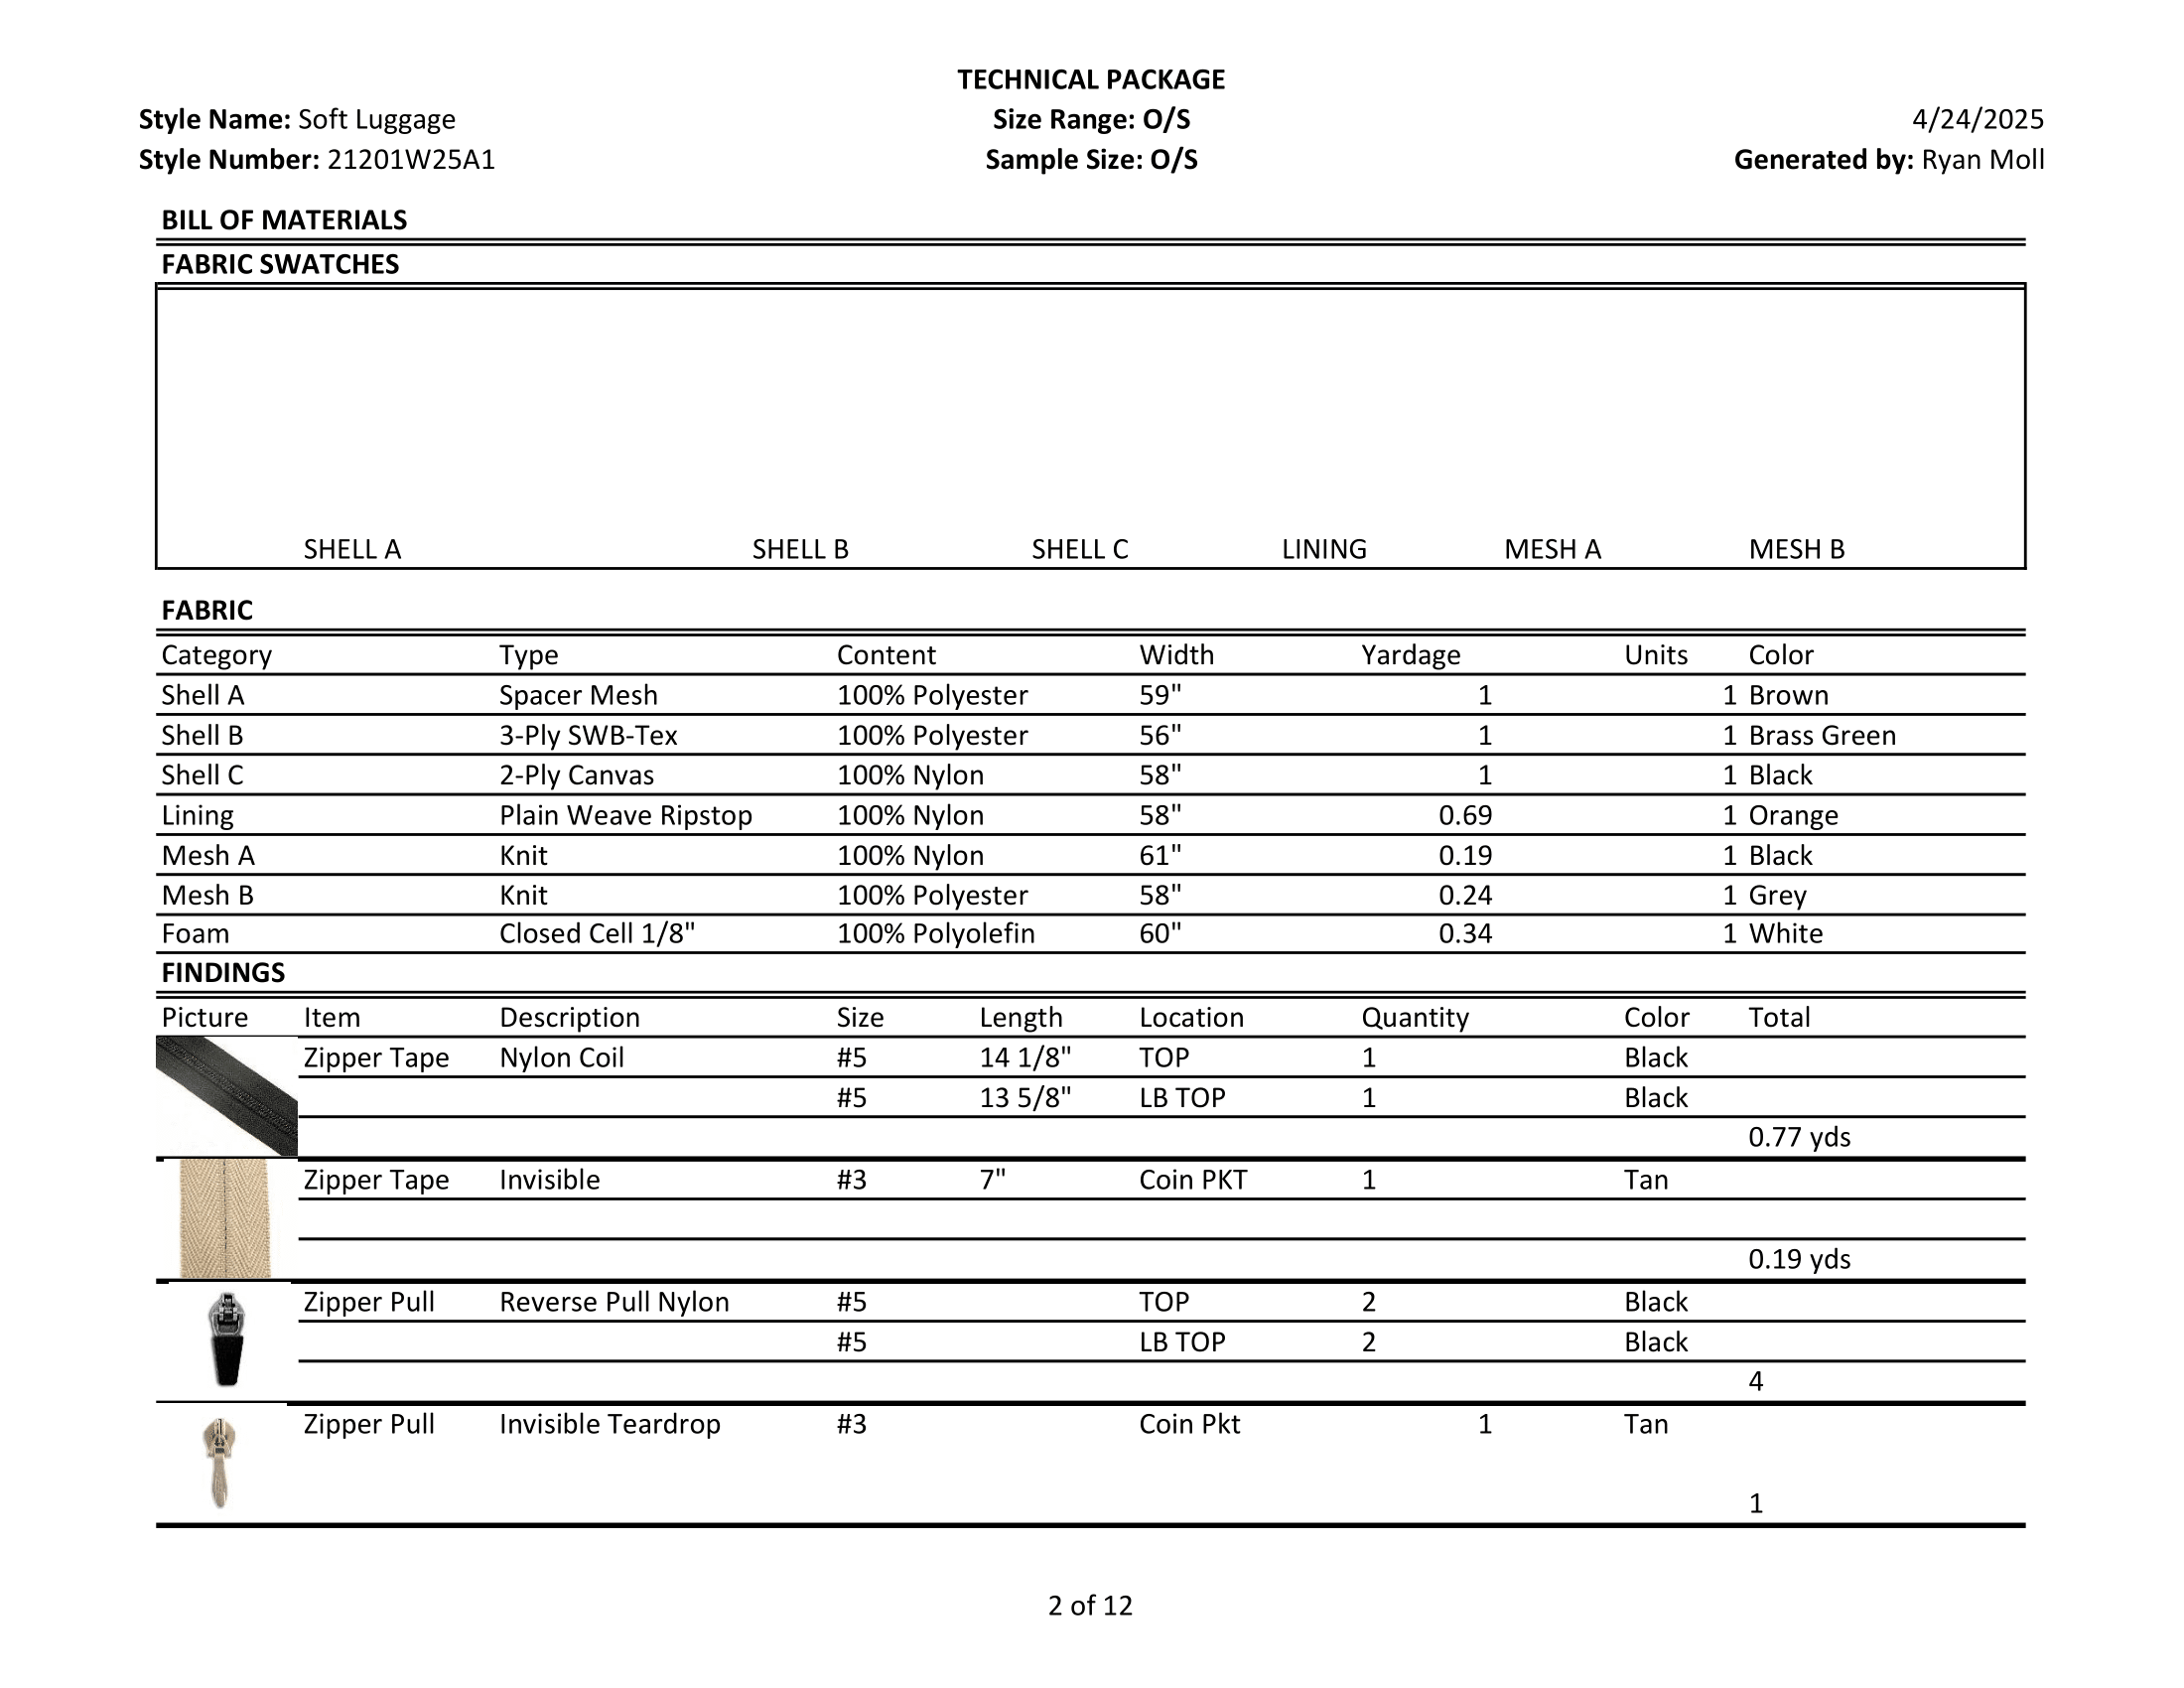 TECHNICAL PACKAGE
Style Name: Soft Luggage Size Range: O/S 4/24/2025
Style Number: 21201W25A1 Sample Size: O/S Generated by: Ryan Moll
BILL OF MATERIALS
FABRIC SWATCHES
SHELL A SHELL B SHELL C LINING MESH A MESH B
FABRIC
Category Type Content Width Yardage Units Color
Shell A Spacer Mesh 100% Polyester 59" 1 1 Brown
Shell B 3-Ply SWB-Tex 100% Polyester 56" 1 1 Brass Green
Shell C 2-Ply Canvas 100% Nylon 58" 1 1 Black
Lining Plain Weave Ripstop 100% Nylon 58" 0.69 1 Orange
Mesh A Knit 100% Nylon 61" 0.19 1 Black
Mesh B Knit 100% Polyester 58" 0.24 1 Grey
Foam Closed Cell 1/8" 100% Polyolefin 60" 0.34 1 White
FINDINGS
Picture Item Description Size Length Location Quantity Color Total
Zipper Tape Nylon Coil #5 14 1/8" TOP 1 Black
#5 13 5/8" LB TOP 1 Black
0.77 yds
Zipper Tape Invisible #3 7" Coin PKT 1 Tan
0.19 yds
Zipper Pull Reverse Pull Nylon #5 TOP 2 Black
#5 LB TOP 2 Black
4
Zipper Pull Invisible Teardrop #3 Coin Pkt 1 Tan
1
2 of 12